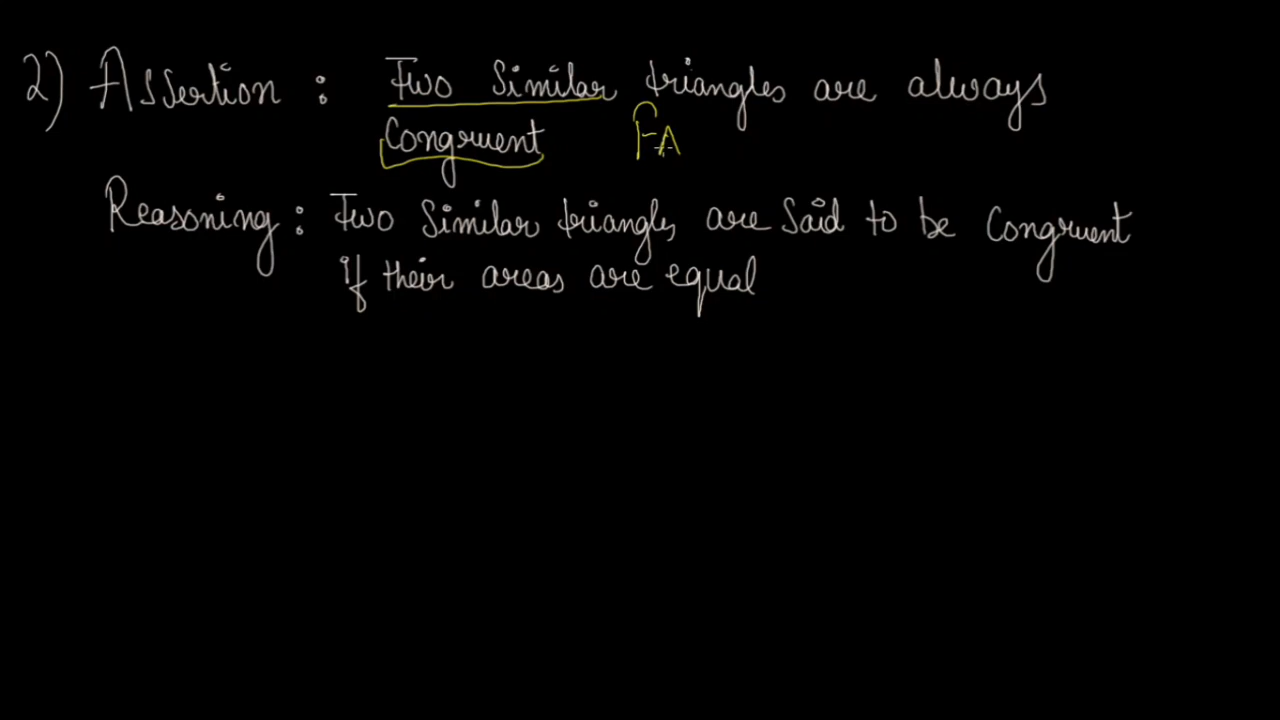 2) Assertion : Two Similar triangles are always
Congruent FA
Reasoning : Two Similar triangles are Said to be Congruent
if their areas are equal